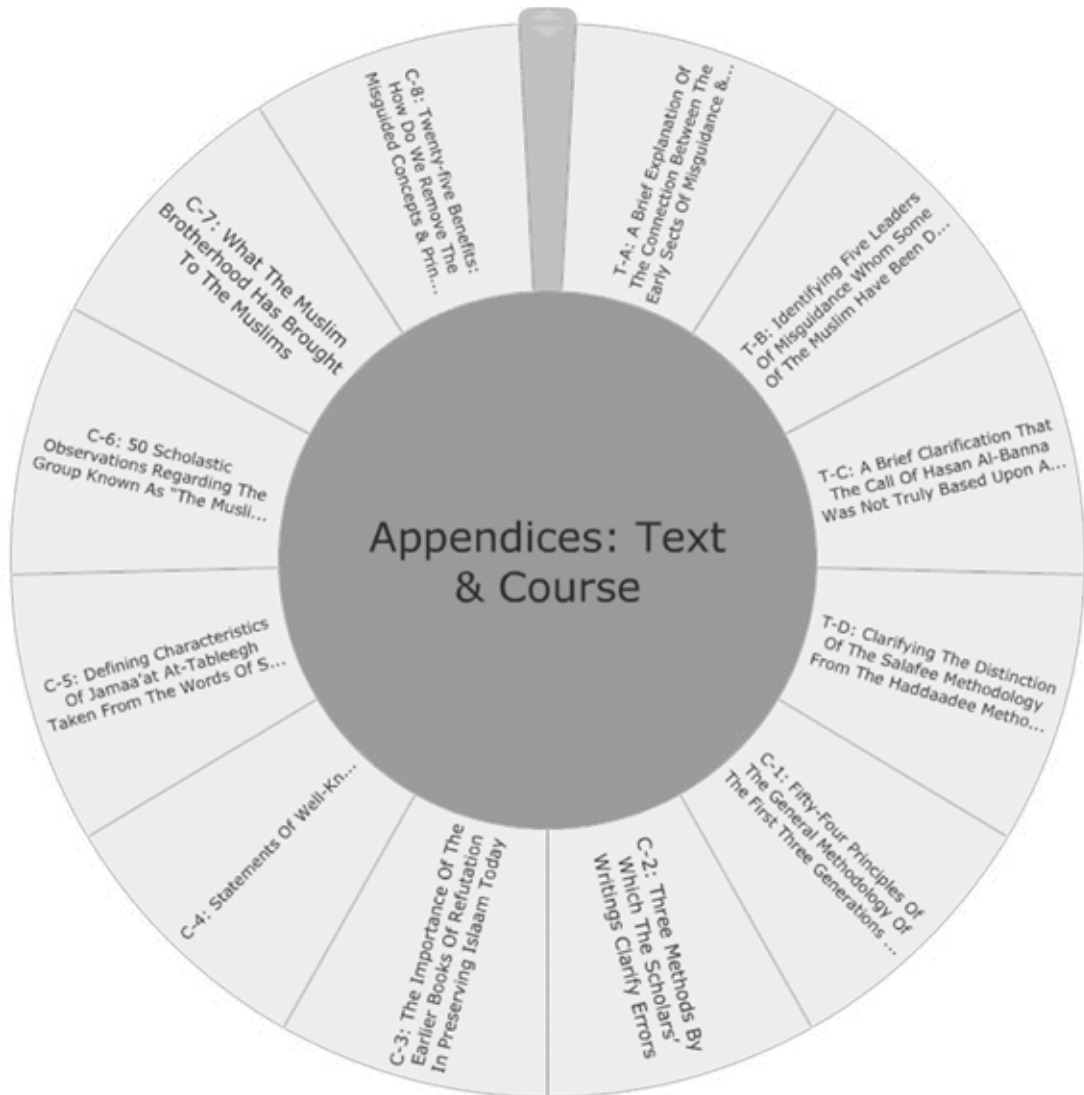 Appendices: Text
& Course
T-A: A Brief Explanation Of
The Connection Between The
Early Sects Of Misguidance &...
T-B: Identifying Five Leaders
Of Misguidance Whom Some
Of The Muslim Have Been D...
T-C: A Brief Clarification That
The Call Of Hasan Al-Banna
Was Not Truly Based Upon A...
T-D: Clarifying The Distinction
Of The Salafee Methodology
From The Haddaadee Metho...
C-1: Fifty-Four Principles Of
The General Methodology Of
The First Three Generations ...
C-2: Three Methods By
Which The Scholars’
Writings Clarify Errors
C-3: The Importance Of The
Earlier Books Of Refutation
In Preserving Islaam Today
C-4: Statements Of Well-Kn...
C-5: Defining Characteristics
Of Jamaa'at At-Tableegh
Taken From The Words Of S...
C-6: 50 Scholastic
Observations Regarding The
Group Known As "The Musli...
C-7: What The Muslim
Brotherhood Has Brought
To The Muslims
C-8: Twenty-five Benefits:
How Do We Remove The
Misguided Concepts & Prin...